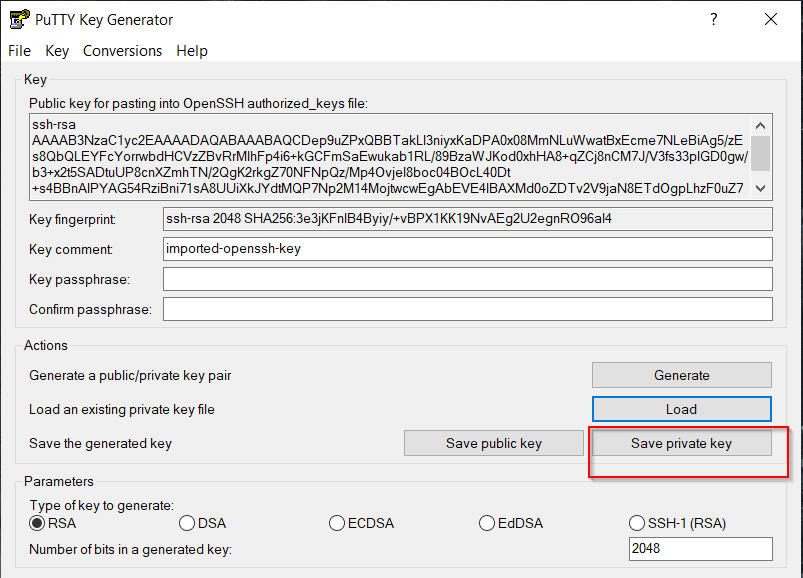 PuTTY Key Generator
?
File Key Conversions Help
Key
Public key for pasting into OpenSSH authorized_keys file:
ssh-rsa
AAAAB3NzaC1yc2EAAAADAQABAAABAQCDep9uZPxQBBTakLl3niyxKaDPA0x08MmNLuWwatBxEcme7NLeBiAg5/zE
s8QbQLEYFcYorrwbdHCVzZBvRrMlhFp4i6+kGCFmSaEwukab1RL/89BzaWJKod0xhHA8+qZCj8nCM7J/V3fs33plGD0gw/
b3+x2t5SADtuUP8cnXZmhTN/2QgK2rkgZ70NFNpQz/Mp4OvjeI8boc04BOcL40Dt
+s4BBnAlPYAG54RziBni71sA8UUiXkJYdtMQP7Np2M14MojtwcwEgAbEVE4IBAXMd0oZDTv2V9jaN8ETdOgpLhzF0uZ7
Key fingerprint:
ssh-rsa 2048 SHA256:3e3jKFnlB4Byiy/+vBPX1KK19NvAEg2U2egnRO96aI4
Key comment:
imported-openssh-key
Key passphrase:
Confirm passphrase:
Actions
Generate a public/private key pair
Generate
Load an existing private key file
Load
Save the generated key
Save public key
Save private key
Parameters
Type of key to generate:
RSA
DSA
ECDSA
EdDSA
SSH-1 (RSA)
Number of bits in a generated key:
2048